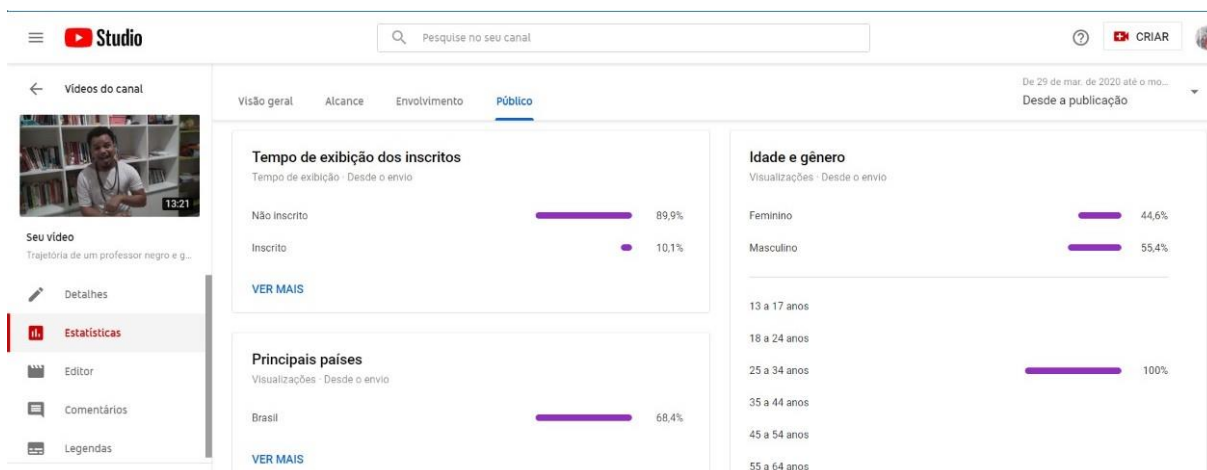 Studio
Pesquise no seu canal
CRIAR
Vídeos do canal
13:21
Seu vídeo
Trajetória de um professor negro e g...
Detalhes
Estatísticas
Editor
Comentários
Legendas
Visão geral Alcance Envolvimento Público
De 29 de mar. de 2020 até o mo...
Desde a publicação
Tempo de exibição dos inscritos
Tempo de exibição · Desde o envio
Não inscrito 89,9%
Inscrito 10,1%
VER MAIS
Principais países
Visualizações · Desde o envio
Brasil 68,4%
VER MAIS
Idade e gênero
Visualizações · Desde o envio
Feminino 44,6%
Masculino 55,4%
13 a 17 anos
18 a 24 anos
25 a 34 anos 100%
35 a 44 anos
45 a 54 anos
55 a 64 anos